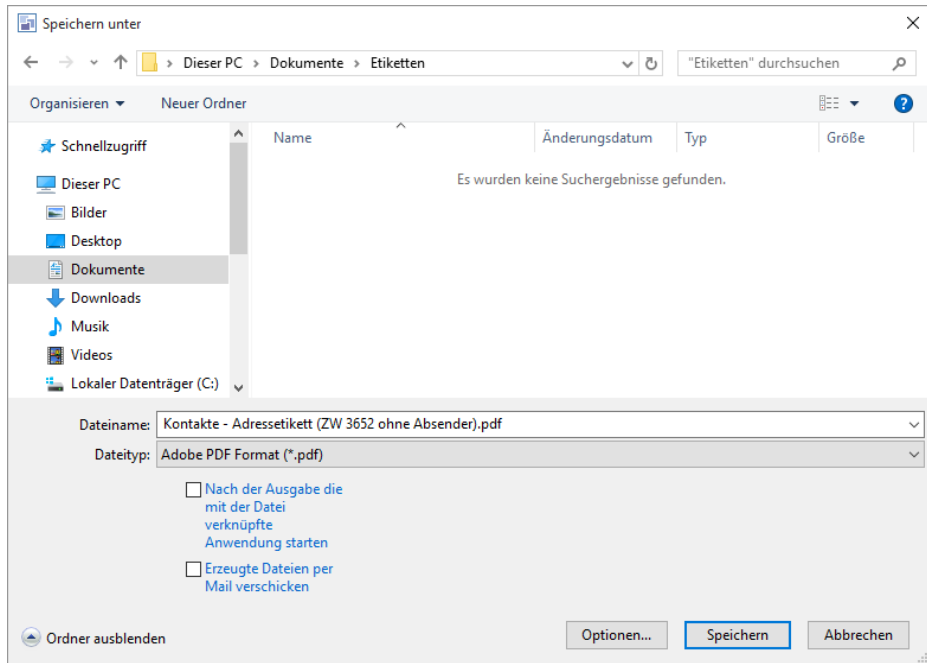 Speichern unter
Dieser PC > Dokumente > Etiketten
"Etiketten" durchsuchen
Organisieren
Neuer Ordner
?
Name
Änderungsdatum
Typ
Größe
Es wurden keine Suchergebnisse gefunden.
Schnellzugriff
Dieser PC
Bilder
Desktop
Dokumente
Downloads
Musik
Videos
Lokaler Datenträger (C:)
Dateiname: Kontakte - Adressetikett (ZW 3652 ohne Absender).pdf
Dateityp: Adobe PDF Format (*.pdf)
Nach der Ausgabe die
mit der Datei
verknüpfte
Anwendung starten
Erzeugte Dateien per
Mail verschicken
Ordner ausblenden
Optionen...
Speichern
Abbrechen